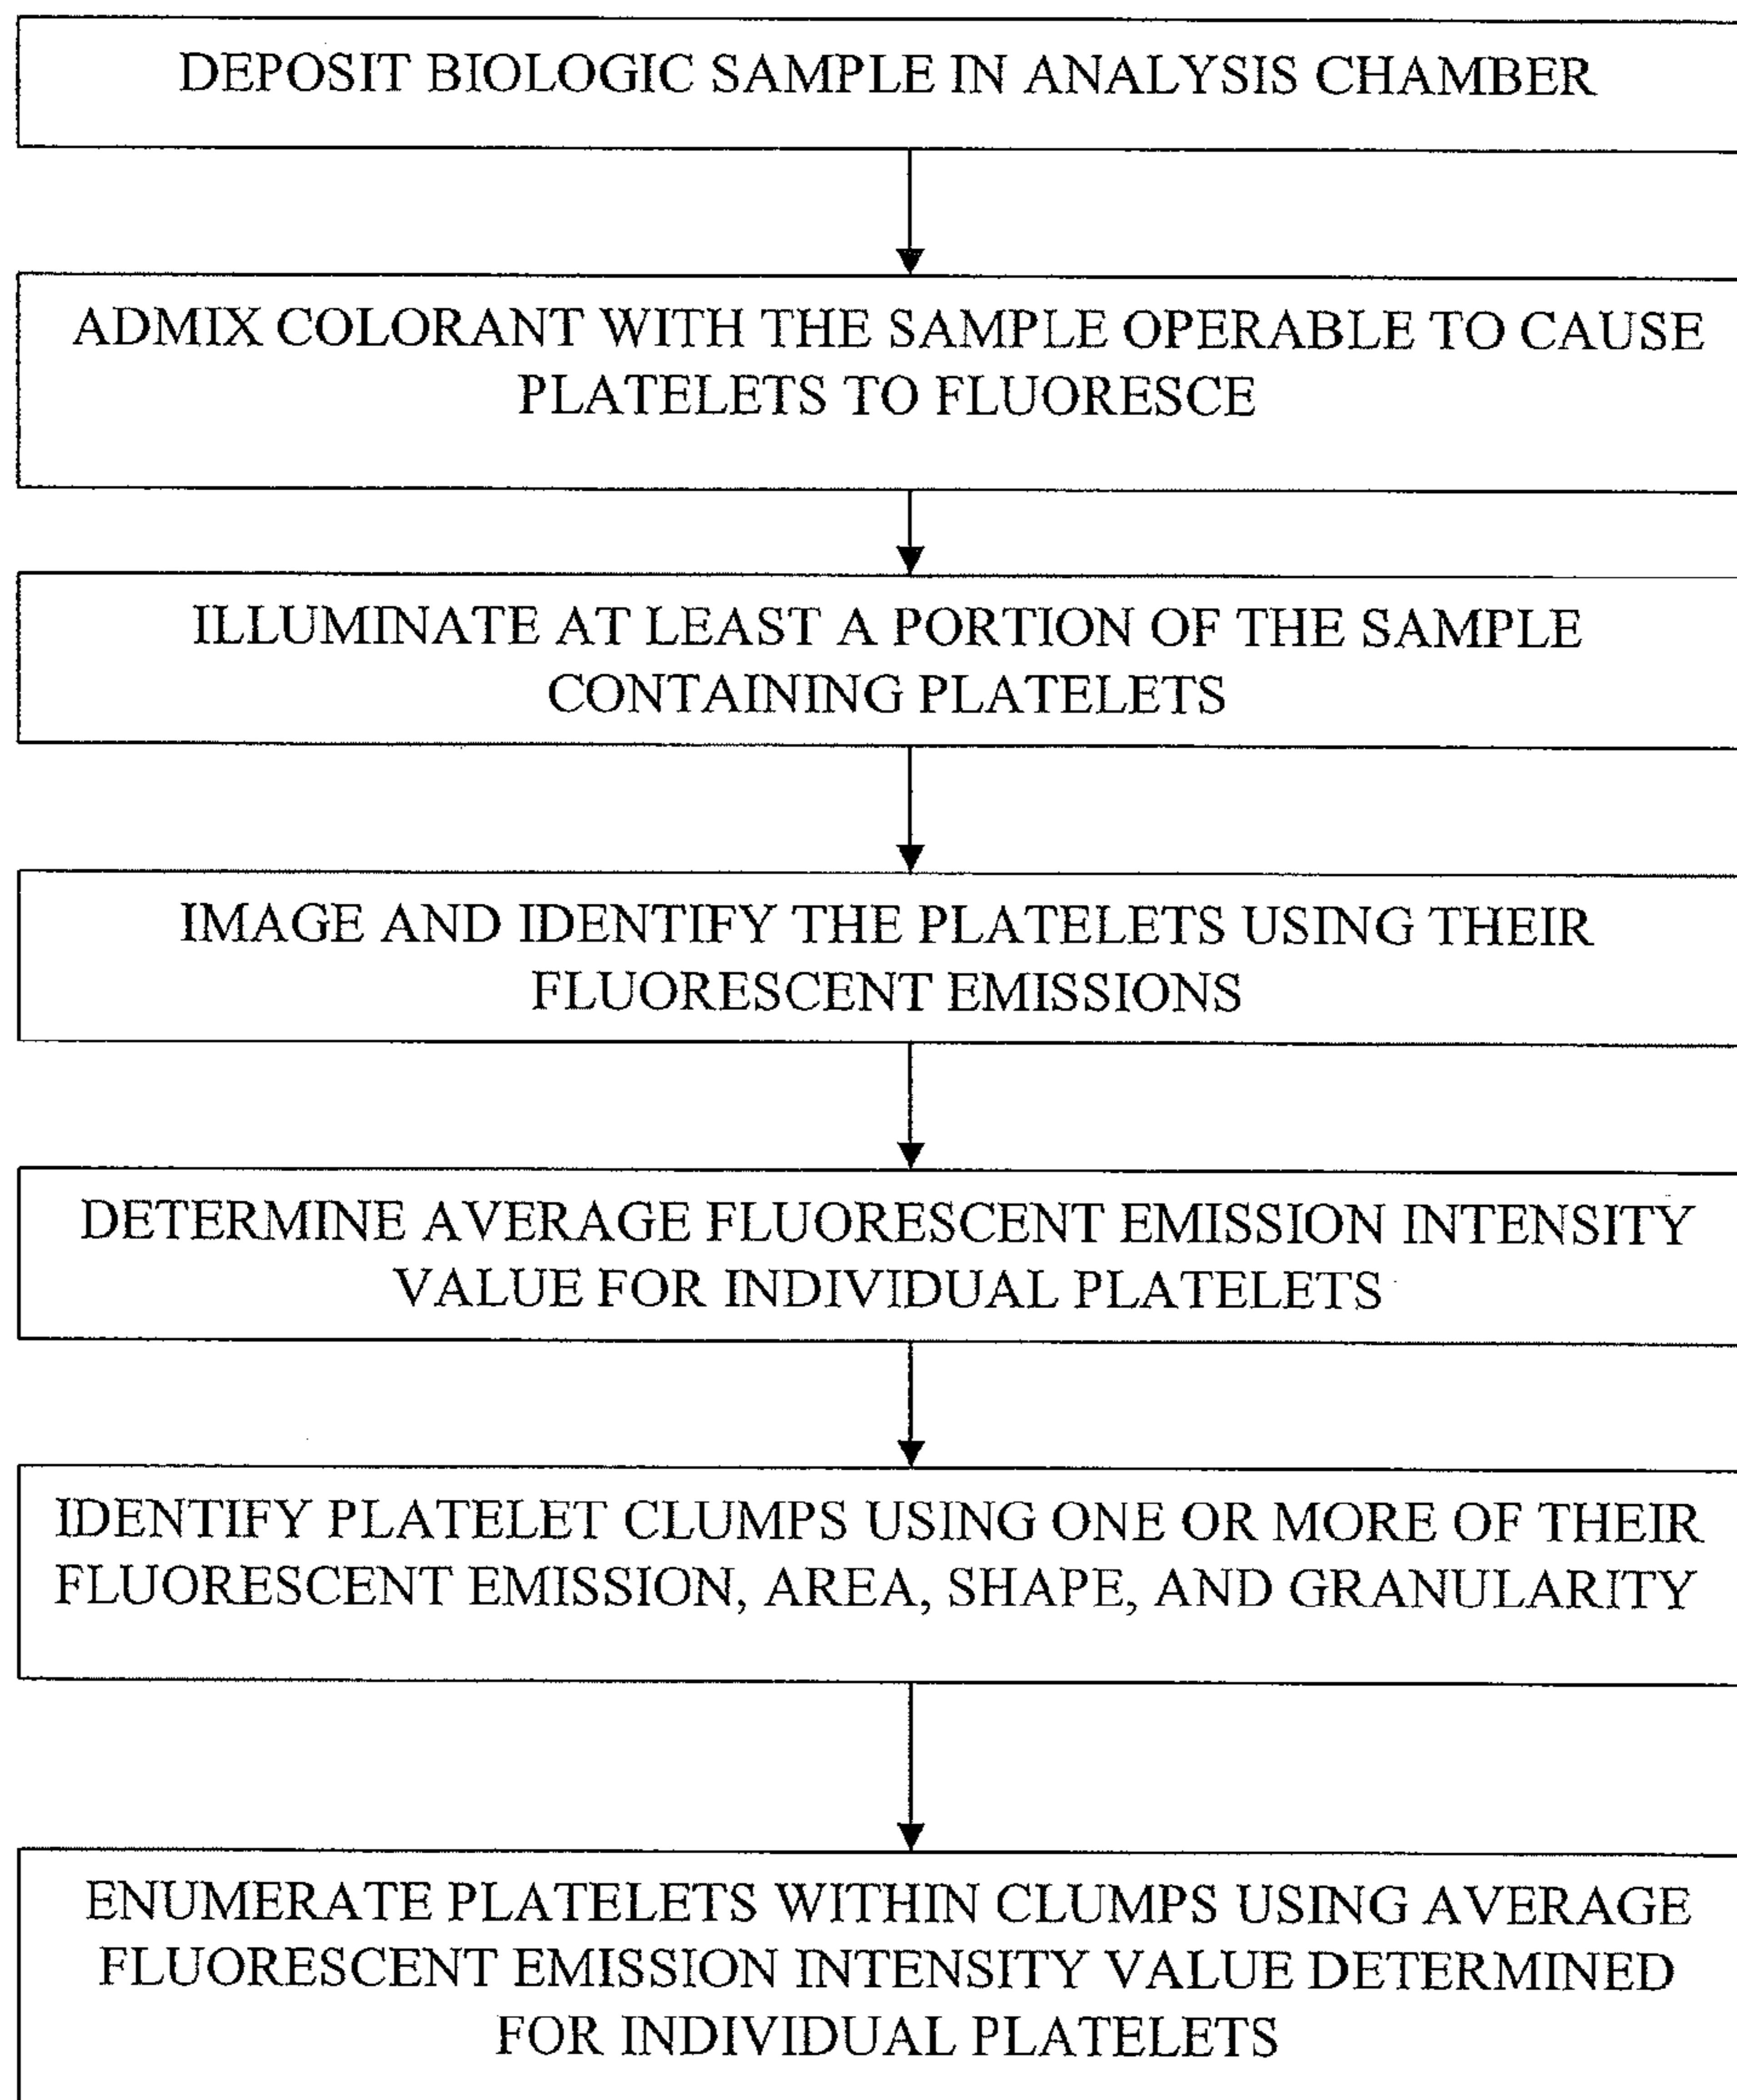 DEPOSIT BIOLOGIC SAMPLE IN ANALYSIS CHAMBER
ADMIX COLORANT WITH THE SAMPLE OPERABLE TO CAUSE
PLATELETS TO FLUORESCE
ILLUMINATE AT LEAST A PORTION OF THE SAMPLE
CONTAINING PLATELETS
IMAGE AND IDENTIFY THE PLATELETS USING THEIR
FLUORESCENT EMISSIONS
DETERMINE AVERAGE FLUORESCENT EMISSION INTENSITY
VALUE FOR INDIVIDUAL PLATELETS
IDENTIFY PLATELET CLUMPS USING ONE OR MORE OF THEIR
FLUORESCENT EMISSION, AREA, SHAPE, AND GRANULARITY
ENUMERATE PLATELETS WITHIN CLUMPS USING AVERAGE
FLUORESCENT EMISSION INTENSITY VALUE DETERMINED
FOR INDIVIDUAL PLATELETS